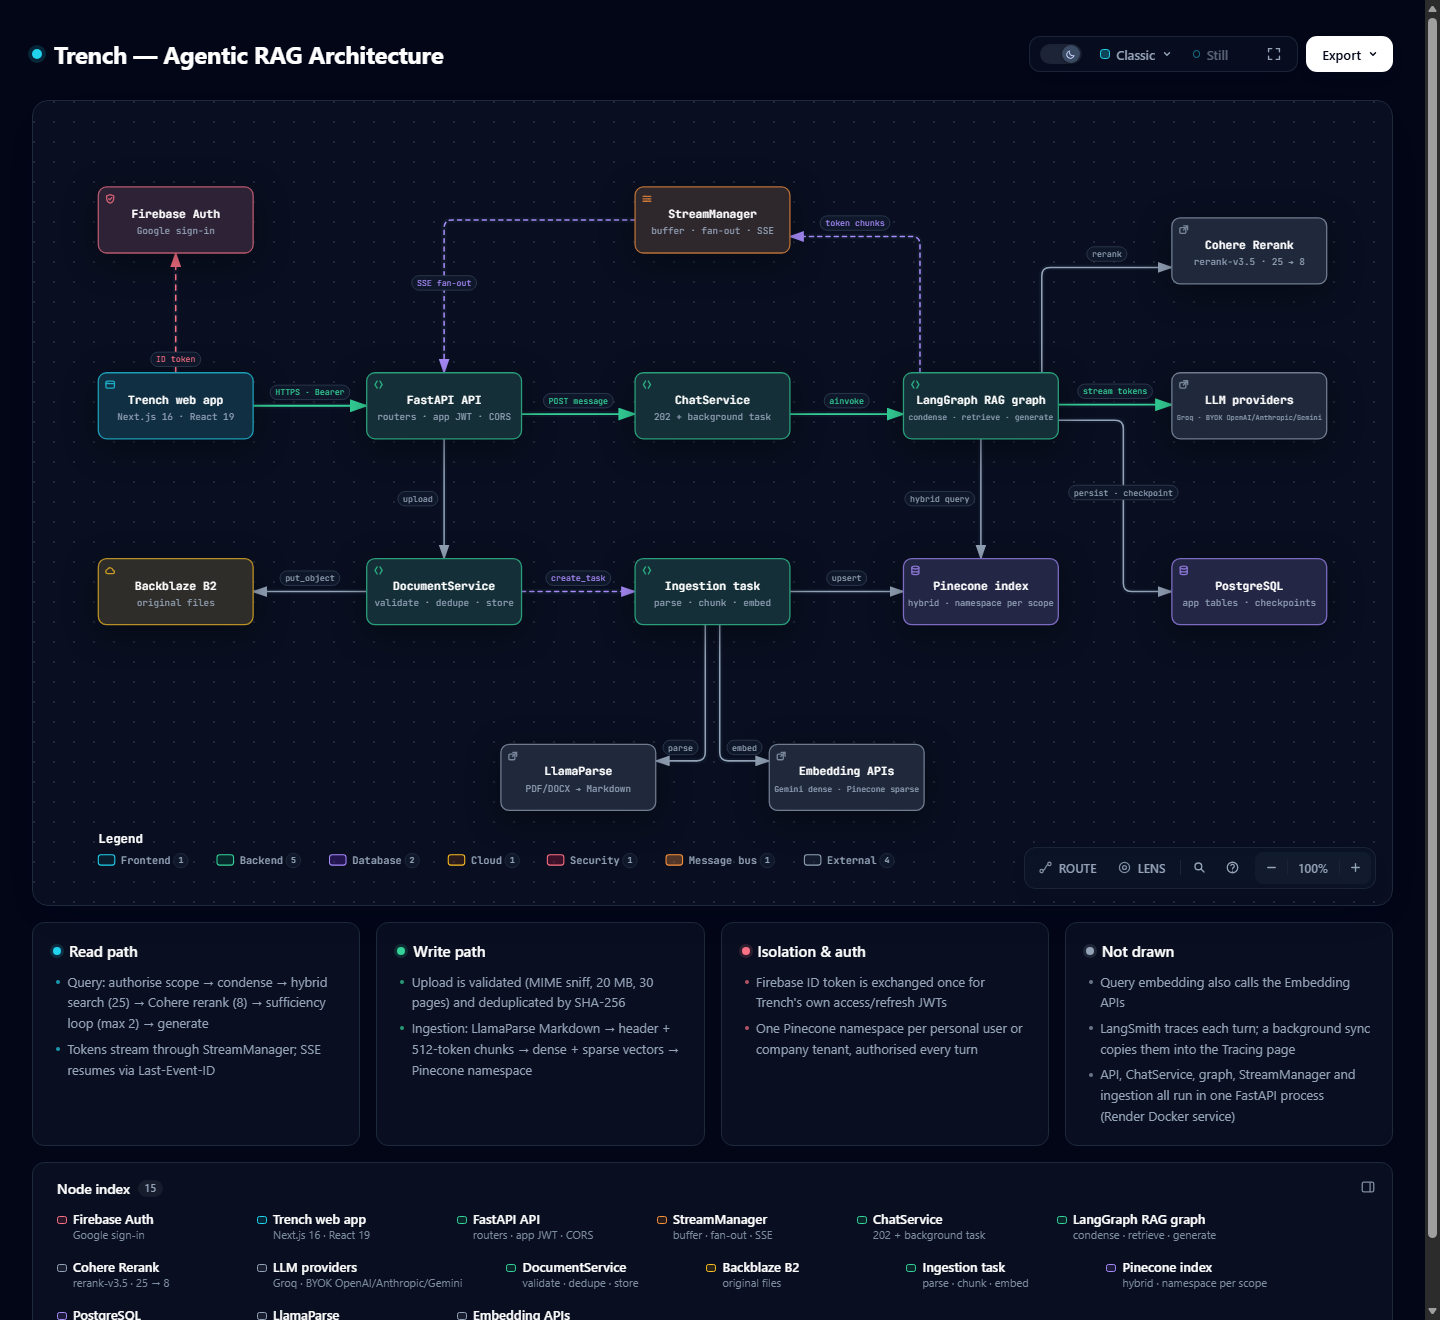 Trench — Agentic RAG Architecture
Classic
Still
Export
Firebase Auth
Google sign-in
StreamManager
buffer · fan-out · SSE
token chunks
Cohere Rerank
rerank-v3.5 · 25 → 8
rerank
SSE fan-out
ID token
Trench web app
Next.js 16 · React 19
HTTPS · Bearer
FastAPI API
routers · app JWT · CORS
POST message
ChatService
202 + background task
ainvoke
LangGraph RAG graph
condense · retrieve · generate
stream tokens
LLM providers
Groq · BYOK OpenAI/Anthropic/Gemini
upload
hybrid query
persist · checkpoint
Backblaze B2
original files
put_object
DocumentService
validate · dedupe · store
create_task
Ingestion task
parse · chunk · embed
upsert
Pinecone index
hybrid · namespace per scope
PostgreSQL
app tables · checkpoints
parse
embed
LlamaParse
PDF/DOCX → Markdown
Embedding APIs
Gemini dense · Pinecone sparse
Legend
Frontend 1
Backend 5
Database 2
Cloud 1
Security 1
Message bus 1
External 4
ROUTE
LENS
100%
Read path
Query: authorise scope → condense → hybrid
search (25) → Cohere rerank (8) → sufficiency
loop (max 2) → generate
Tokens stream through StreamManager; SSE
resumes via Last-Event-ID
Write path
Upload is validated (MIME sniff, 20 MB, 30
pages) and deduplicated by SHA-256
Ingestion: LlamaParse Markdown → header +
512-token chunks → dense + sparse vectors →
Pinecone namespace
Isolation & auth
Firebase ID token is exchanged once for
Trench's own access/refresh JWTs
One Pinecone namespace per personal user or
company tenant, authorised every turn
Not drawn
Query embedding also calls the Embedding
APIs
LangSmith traces each turn; a background sync
copies them into the Tracing page
API, ChatService, graph, StreamManager and
ingestion all run in one FastAPI process
(Render Docker service)
Node index 15
Firebase Auth
Google sign-in
Trench web app
Next.js 16 · React 19
FastAPI API
routers · app JWT · CORS
StreamManager
buffer · fan-out · SSE
ChatService
202 + background task
LangGraph RAG graph
condense · retrieve · generate
Cohere Rerank
rerank-v3.5 · 25 → 8
LLM providers
Groq · BYOK OpenAI/Anthropic/Gemini
DocumentService
validate · dedupe · store
Backblaze B2
original files
Ingestion task
parse · chunk · embed
Pinecone index
hybrid · namespace per scope
PostgreSQL
LlamaParse
Embedding APIs